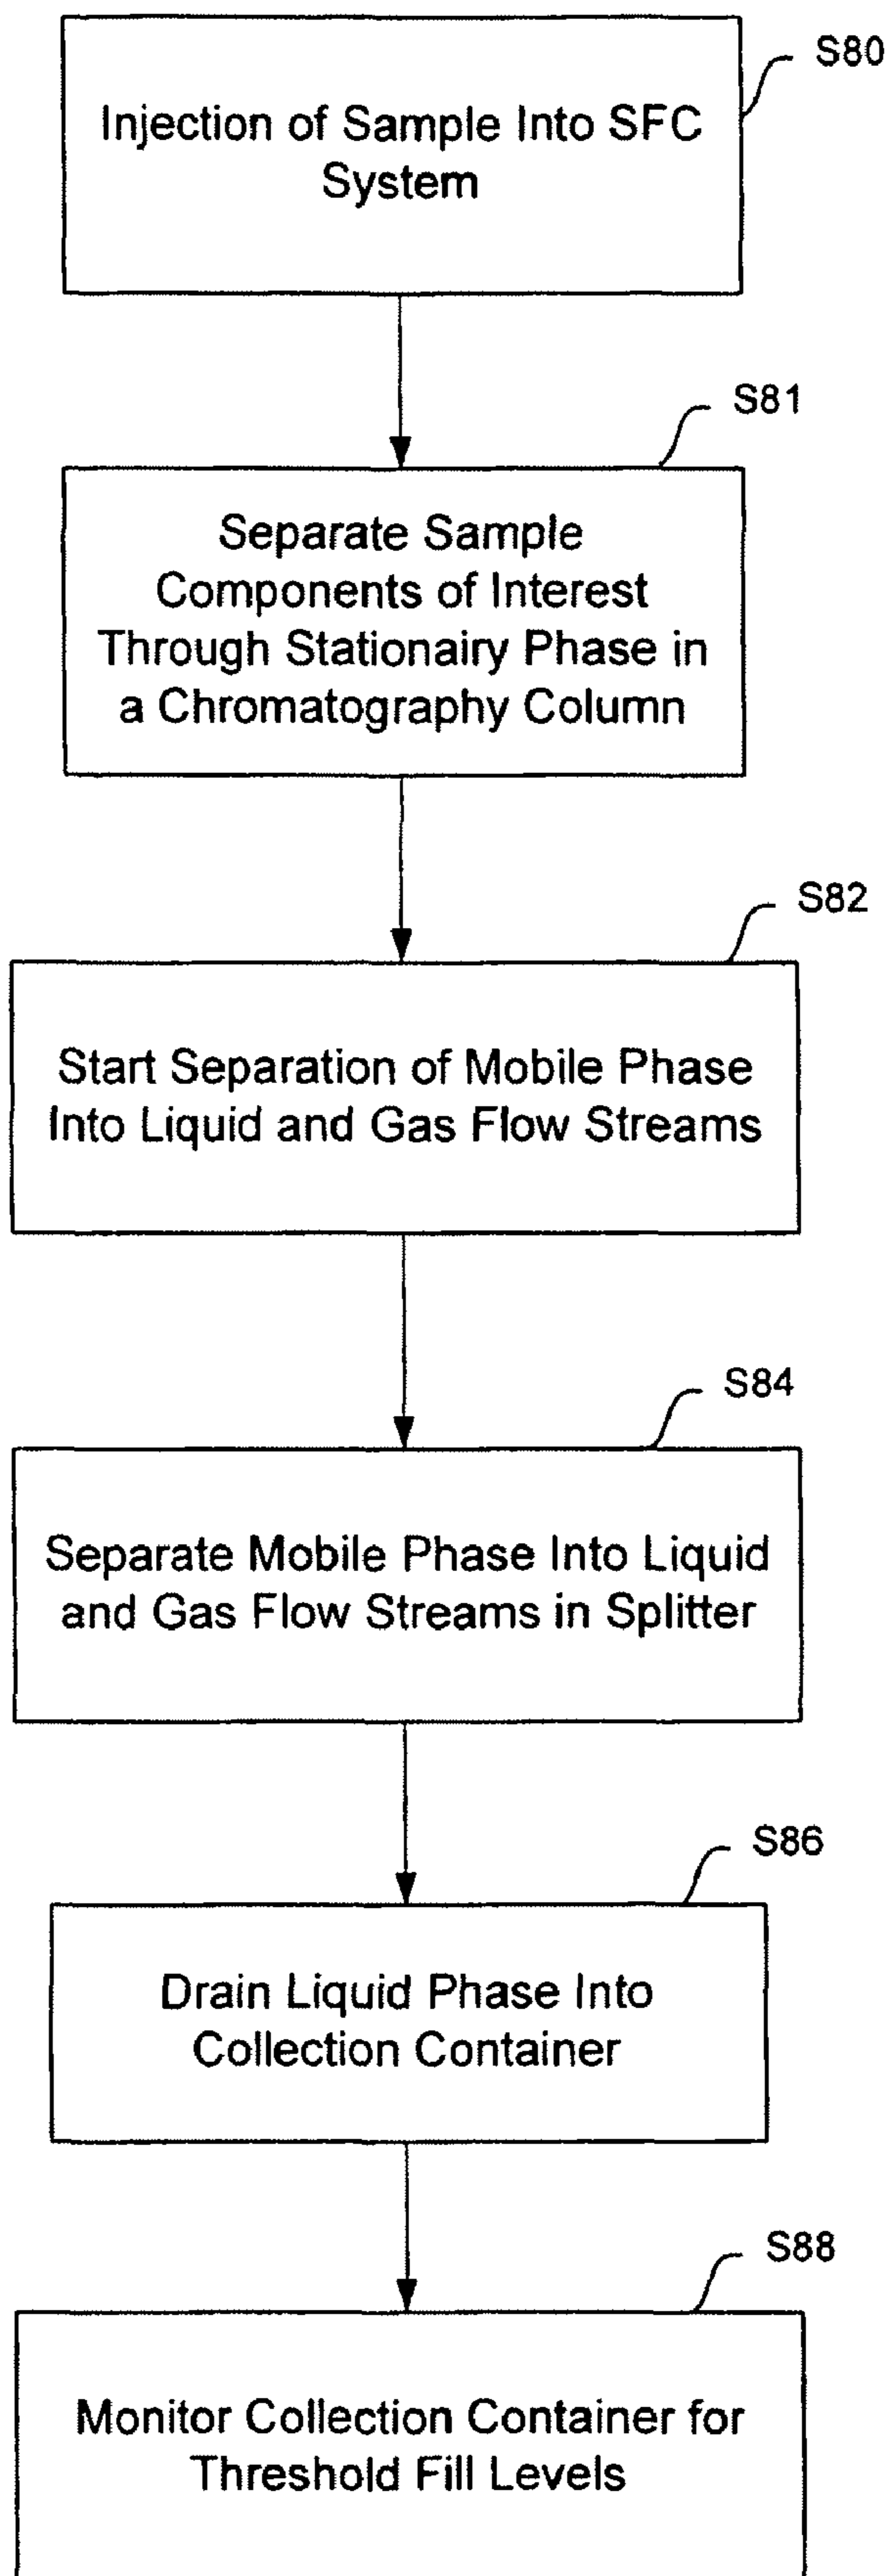 S80
Injection of Sample Into SFC
System
S81
Separate Sample
Components of Interest
Through Stationairy Phase in
a Chromatography Column
S82
Start Separation of Mobile Phase
Into Liquid and Gas Flow Streams
S84
Separate Mobile Phase Into Liquid
and Gas Flow Streams in Splitter
S86
Drain Liquid Phase Into
Collection Container
S88
Monitor Collection Container for
Threshold Fill Levels